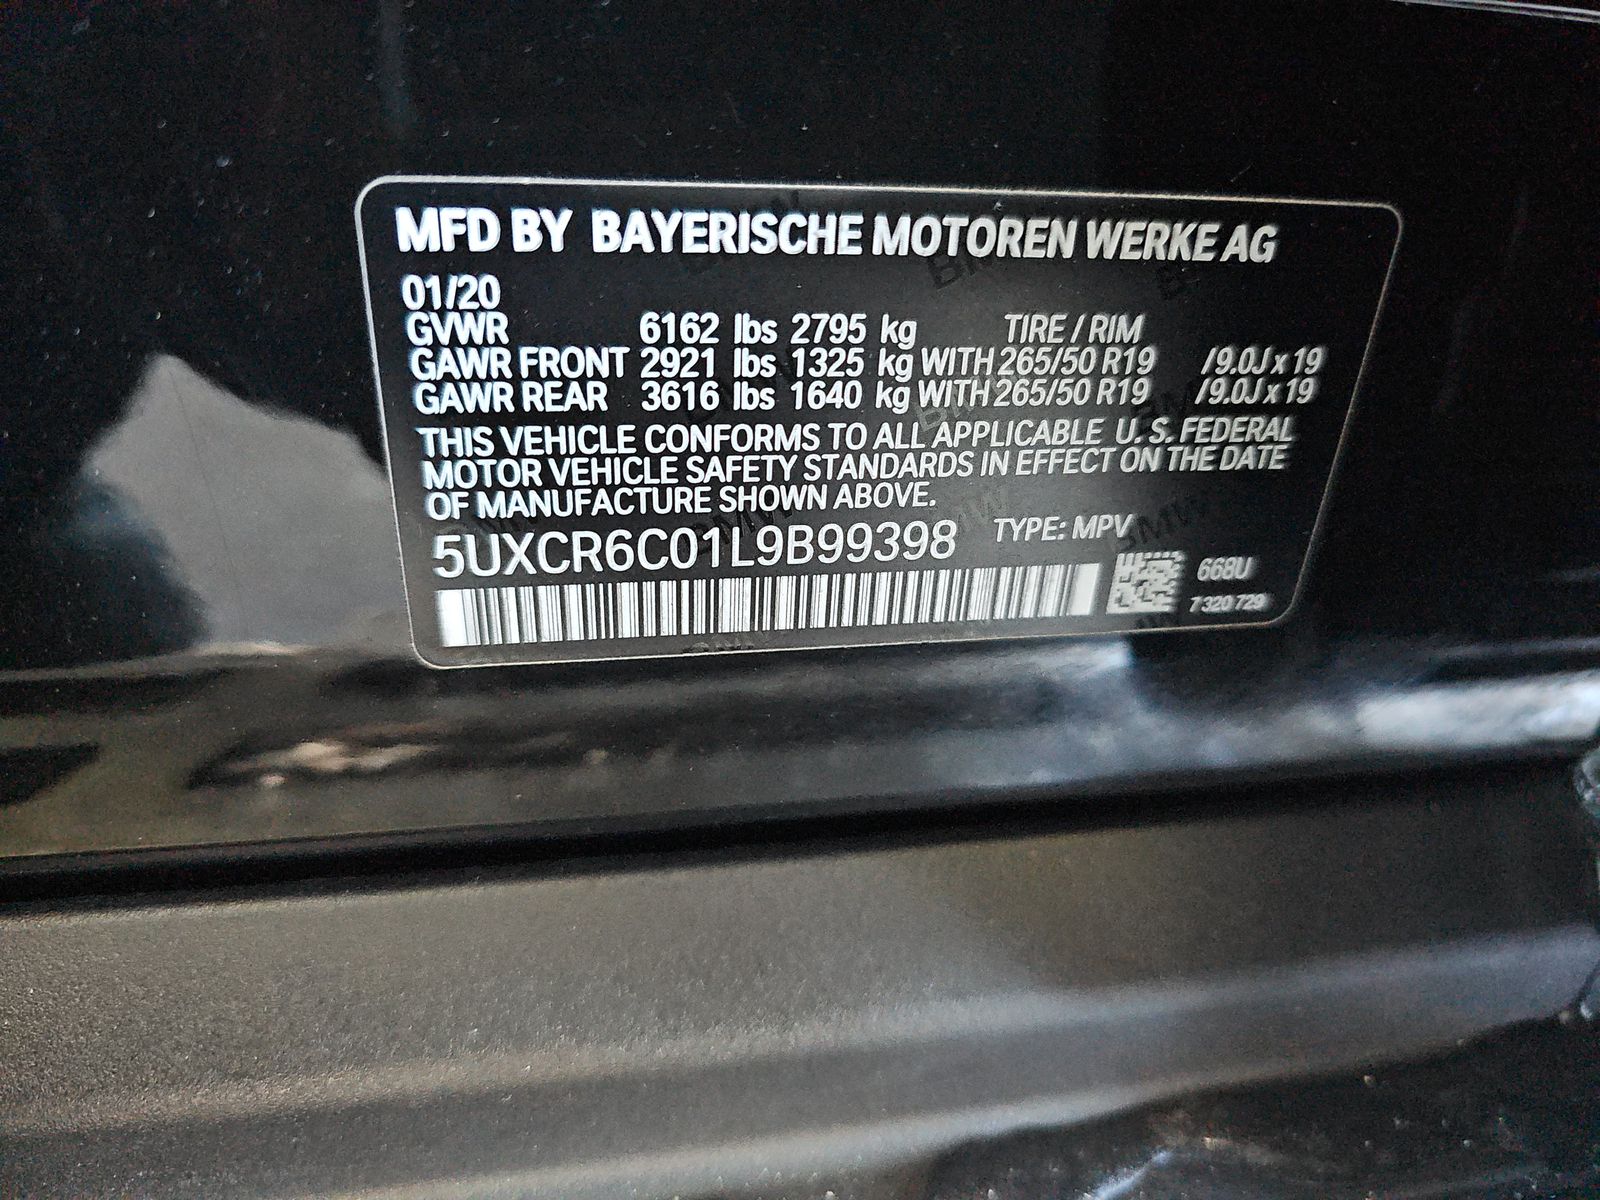 MFD BY BAYERISCHE MOTOREN WERKE AG
01/20
GVWR 6162 lbs 2795 kg TIRE / RIM
GAWR FRONT 2921 lbs 1325 kg WITH 265/50 R19 /9.0J x 19
GAWR REAR 3616 lbs 1640 kg WITH 265/50 R19 /9.0J x 19
THIS VEHICLE CONFORMS TO ALL APPLICABLE U. S. FEDERAL
MOTOR VEHICLE SAFETY STANDARDS IN EFFECT ON THE DATE
OF MANUFACTURE SHOWN ABOVE.
5UXCR6C01L9B99398 TYPE: MPV
668U
7 320 729